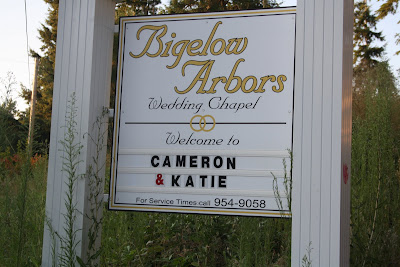 Bigelow
Arbors
Wedding Chapel
Welcome to
CAMERON
& KATIE
For Service Times call 954-9058